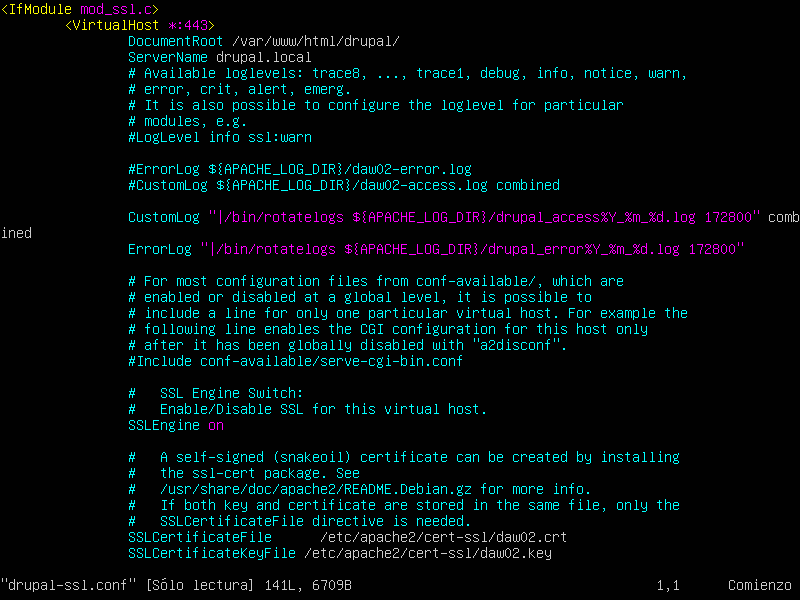 <IfModule mod_ssl.c>
<VirtualHost *:443>
DocumentRoot /var/www/html/drupal/
ServerName drupal.local
# Available loglevels: trace8, ..., trace1, debug, info, notice, warn,
# error, crit, alert, emerg.
# It is also possible to configure the loglevel for particular
# modules, e.g.
#LogLevel info ssl:warn
#ErrorLog ${APACHE_LOG_DIR}/daw02-error.log
#CustomLog ${APACHE_LOG_DIR}/daw02-access.log combined
CustomLog "|/bin/rotatelogs ${APACHE_LOG_DIR}/drupal_access%Y_%m_%d.log 172800" comb
ined
ErrorLog "|/bin/rotatelogs ${APACHE_LOG_DIR}/drupal_error%Y_%m_%d.log 172800"
# For most configuration files from conf-available/, which are
# enabled or disabled at a global level, it is possible to
# include a line for only one particular virtual host. For example the
# following line enables the CGI configuration for this host only
# after it has been globally disabled with "a2disconf".
#Include conf-available/serve-cgi-bin.conf
#   SSL Engine Switch:
#   Enable/Disable SSL for this virtual host.
SSLEngine on
#   A self-signed (snakeoil) certificate can be created by installing
#   the ssl-cert package. See
#   /usr/share/doc/apache2/README.Debian.gz for more info.
#   If both key and certificate are stored in the same file, only the
#   SSLCertificateFile directive is needed.
SSLCertificateFile      /etc/apache2/cert-ssl/daw02.crt
SSLCertificateKeyFile /etc/apache2/cert-ssl/daw02.key
"drupal-ssl.conf" [Sólo lectura] 141L, 6709B 1,1 Comienzo